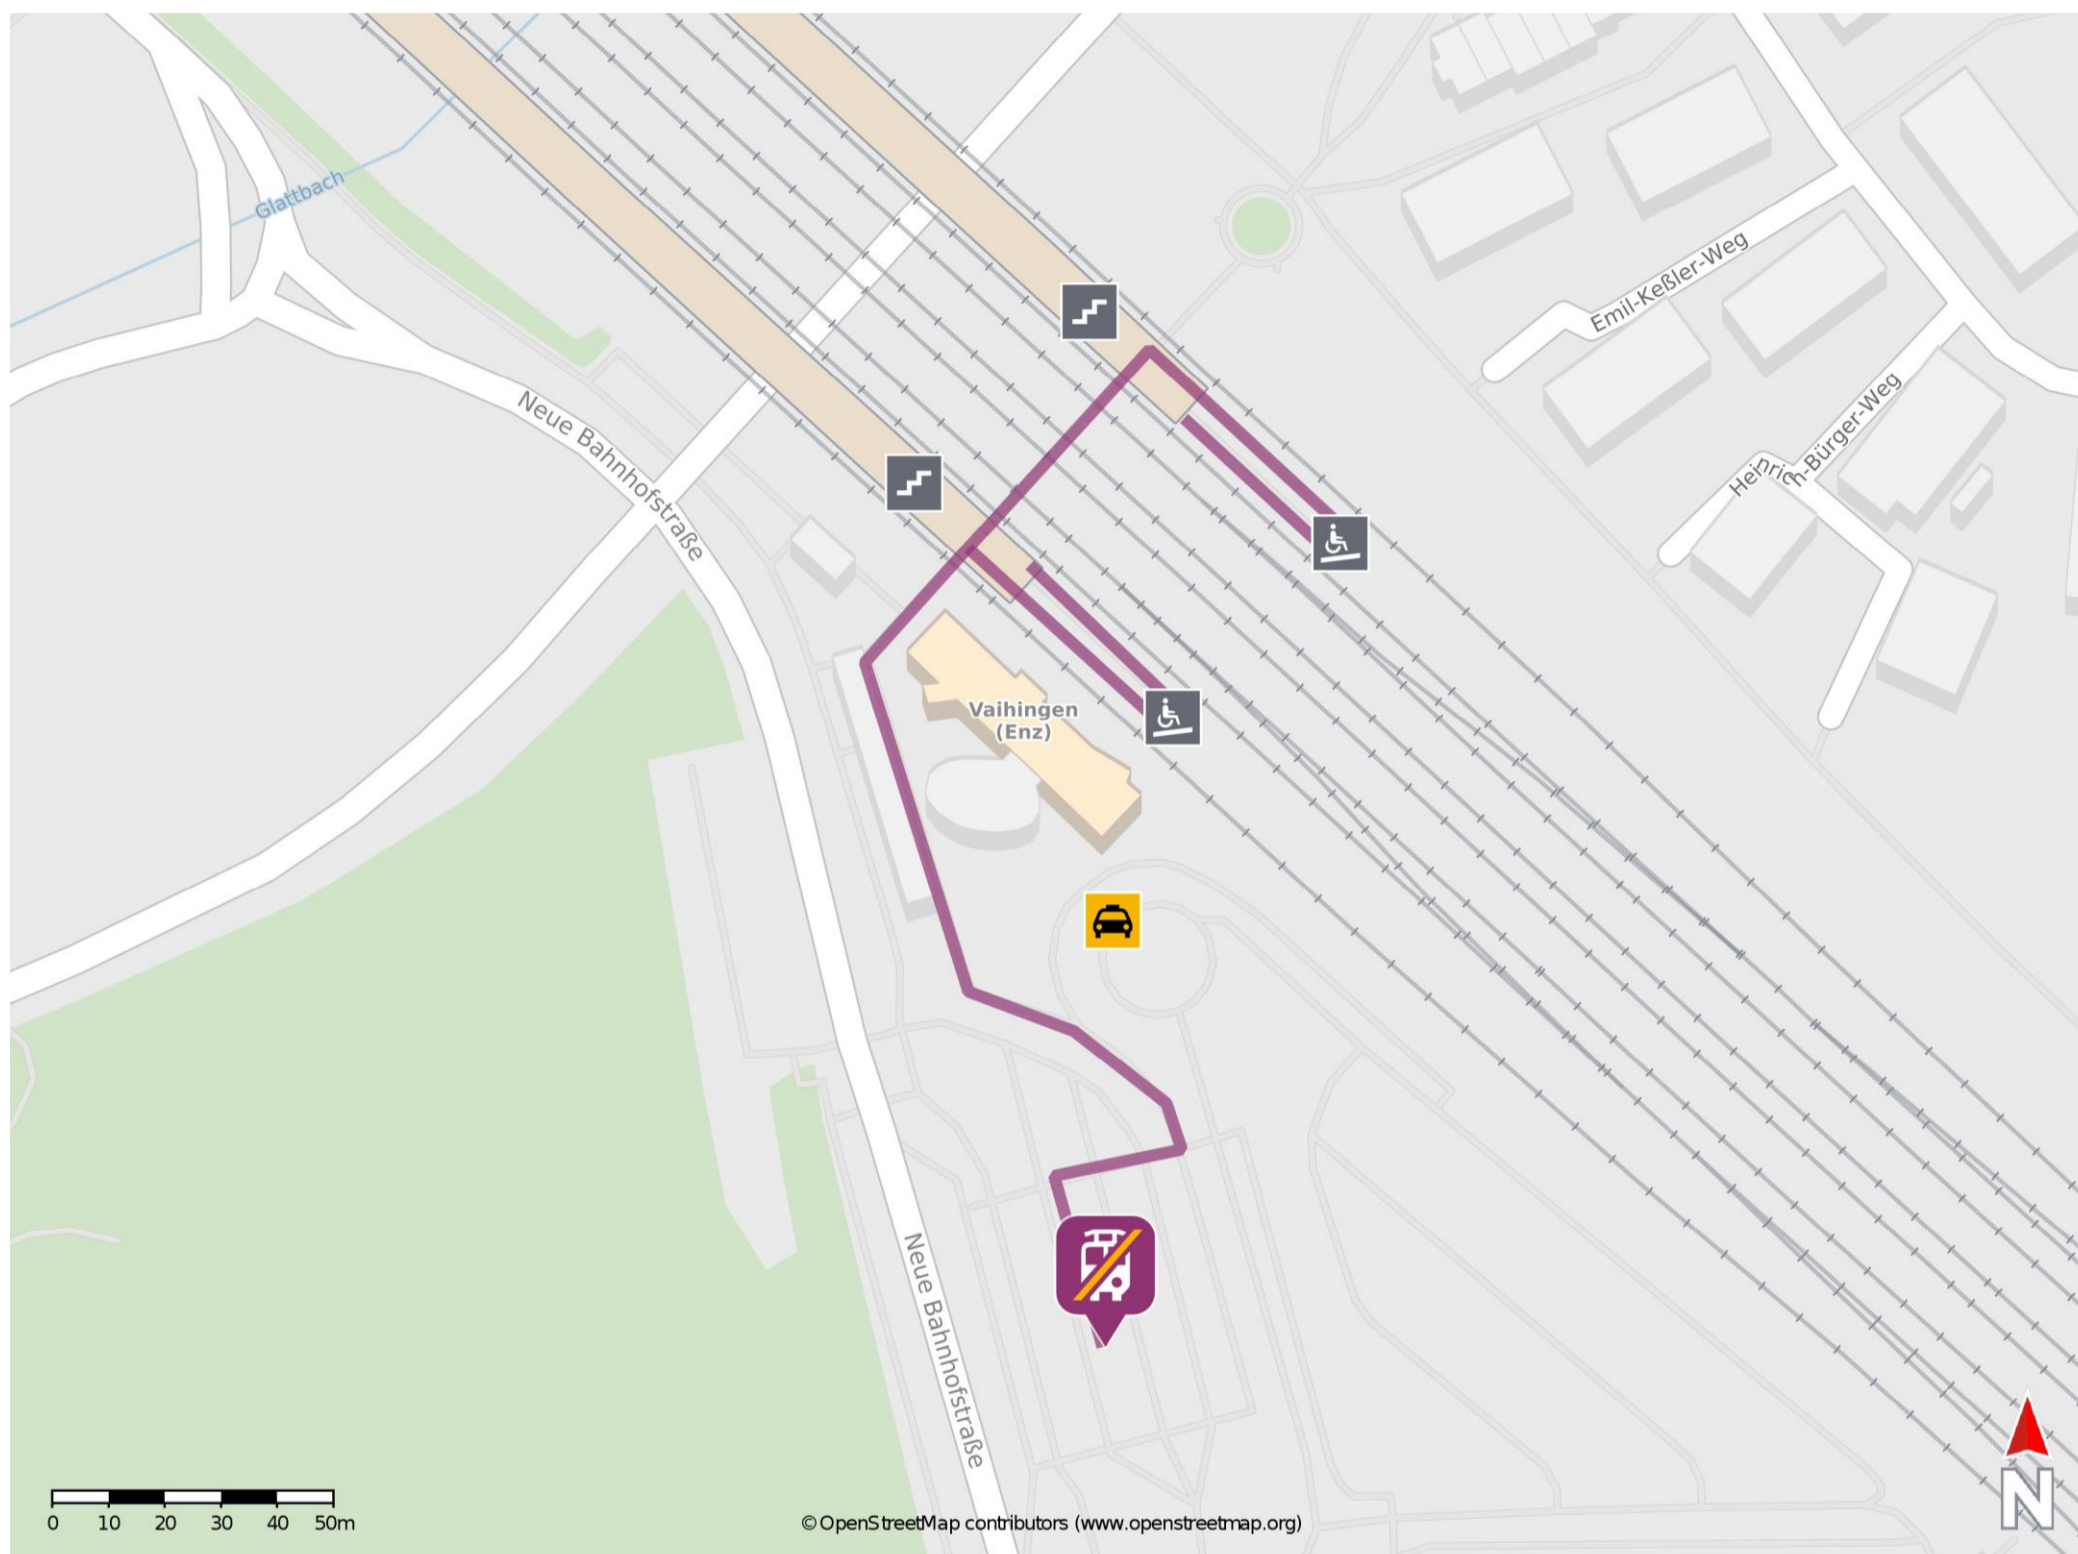 Glattbach
Emil-Keßler-Weg
Heinrich-Bürger-Weg
Neue Bahnhofstraße
Vaihingen
(Enz)
Neue Bahnhofstraße
0 10 20 30 40 50m
© OpenStreetMap contributors (www.openstreetmap.org)
N